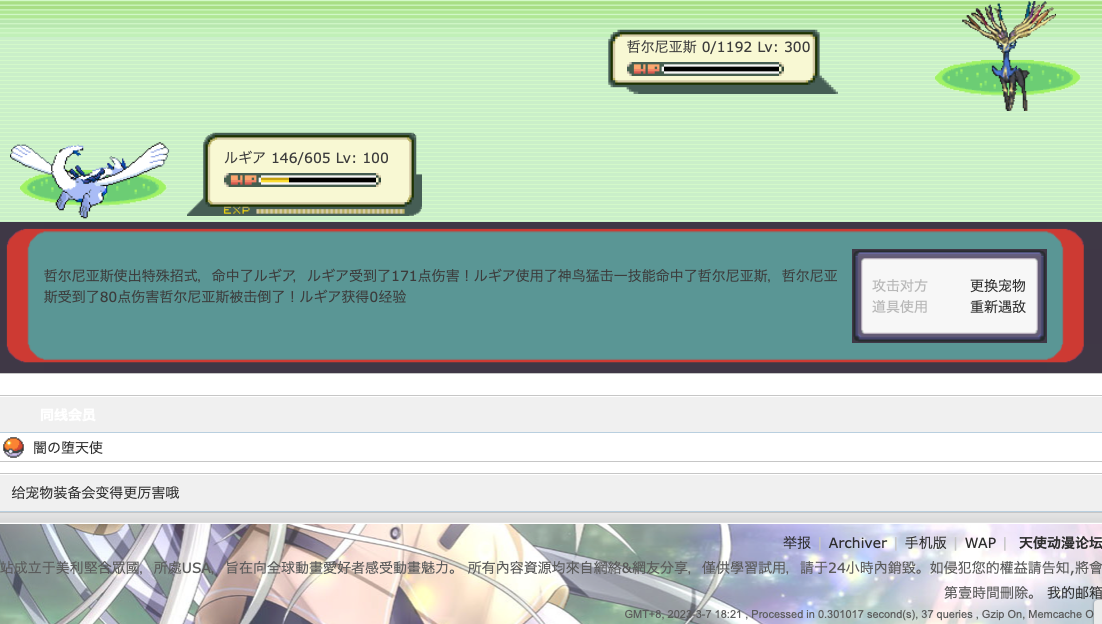 哲尔尼亚斯 0/1192 Lv: 300
ルギア 146/605 Lv: 100
EXP
哲尔尼亚斯使出特殊招式，命中了ルギア，ルギア受到了171点伤害！ルギア使用了神鸟猛击一技能命中了哲尔尼亚斯，哲尔尼亚
斯受到了80点伤害哲尔尼亚斯被击倒了！ルギア获得0经验
攻击对方 更换宠物
道具使用 重新遇敌
同线会员
闇の堕天使
给宠物装备会变得更厉害哦
举报 | Archiver | 手机版 | WAP | 天使动漫论坛
站成立于美利堅合眾國，所處USA，旨在向全球動畫愛好者感受動畫魅力。 所有內容資源均來自網絡&網友分享，僅供學習試用，請于24小時內銷毀。如侵犯您的權益請告知,將會
第壹時間刪除。 我的邮箱
GMT+8, 2023-3-7 18:21 , Processed in 0.301017 second(s), 37 queries , Gzip On, Memcache O